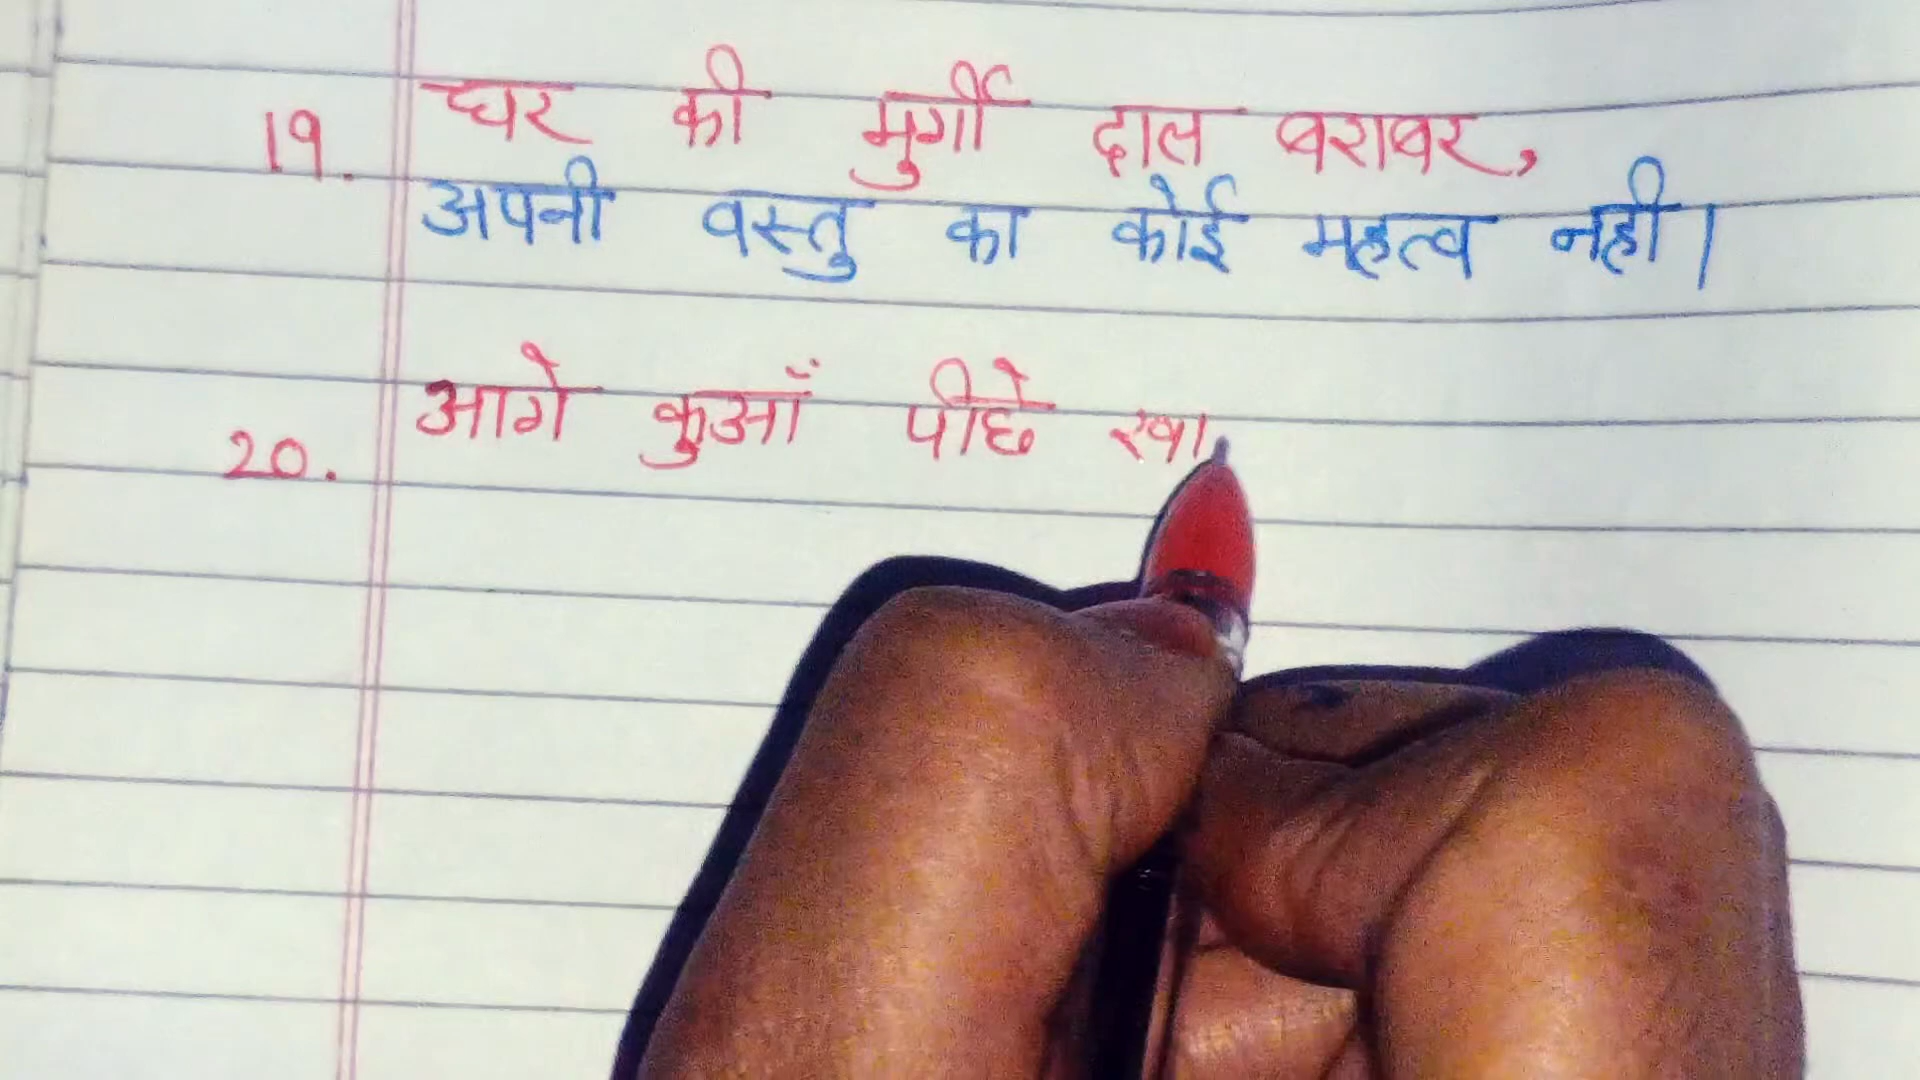 19. घर की मुर्गी दाल बराबर,
अपनी वस्तु का कोई महत्व नही।
20. आगे कुआँ पीछे खा